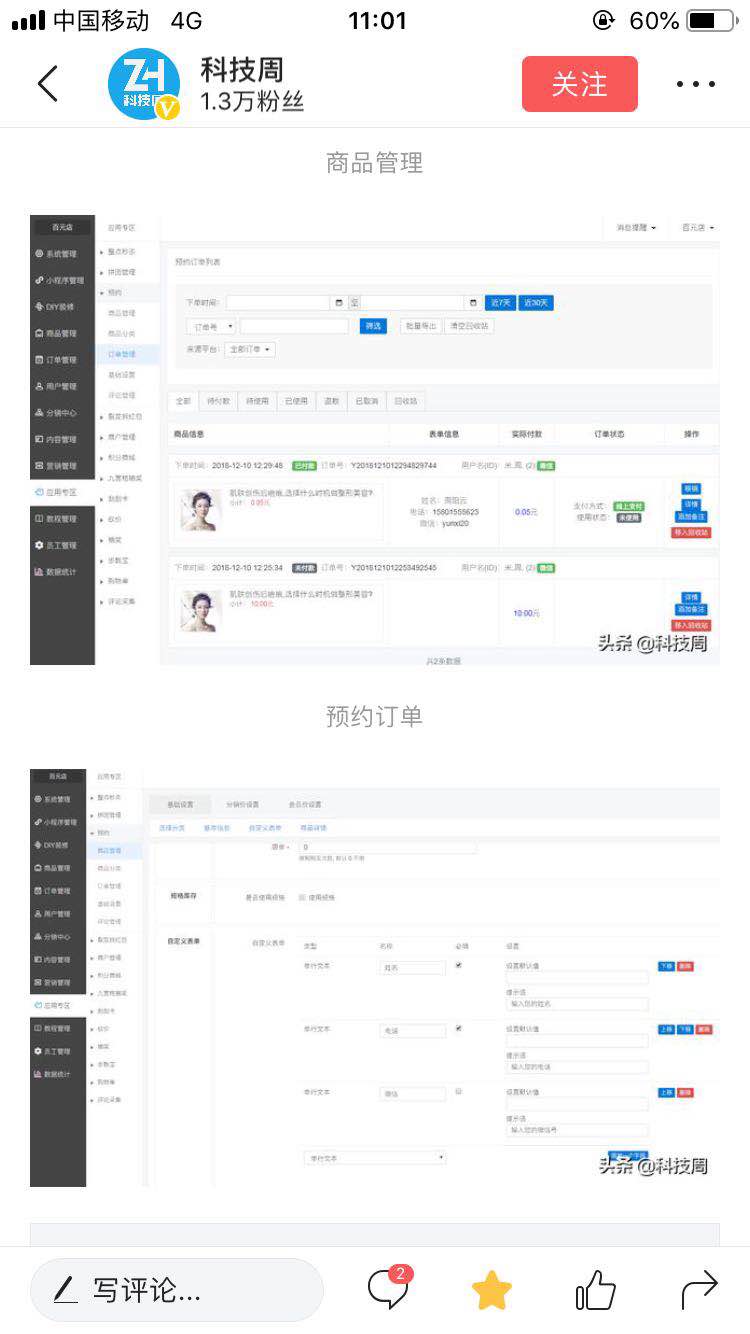 中国移动 4G 11:01 60%
ZH
科技周
V
科技周
1.3万粉丝
关注
商品管理
百元店
应用专区
消息提醒
百元店
系统管理
小程序管理
DIY装修
商品管理
订单管理
用户管理
分销中心
内容管理
营销管理
应用专区
教程管理
员工管理
数据统计
整点秒杀
拼团管理
预约
商品管理
商品分类
订单管理
基础设置
评论管理
裂变拆红包
商户管理
积分商城
九宫格抽奖
刮刮卡
砍价
抽奖
步数宝
购物单
评论采集
预约订单列表
下单时间: 至 近7天 近30天
订单号 筛选 批量导出 清空回收站
来源平台: 全部订单
全部 待付款 待使用 已使用 退款 已取消 回收站
商品信息 表单信息 实际付款 订单状态 操作
下单时间: 2018-12-10 12:29:48 已付款 订单号: Y2018121012294829744 用户名(ID): 米.周. (2) 微信
肌肤创伤后疤痕,选择什么时机做整形美容?
小计: 0.05元
姓名: 周阳云
电话: 15601555623
微信: yunxi20
0.05元
支付方式: 线上支付
使用状态: 未使用
核销
详情
添加备注
移入回收站
下单时间: 2018-12-10 12:25:34 未付款 订单号: Y2018121012253492545 用户名(ID): 米.周. (2) 微信
肌肤创伤后疤痕,选择什么时机做整形美容?
小计: 10.00元
10.00元
详情
添加备注
移入回收站
共2条数据
头条 @科技周
预约订单
百元店
应用专区
系统管理
小程序管理
DIY装修
商品管理
订单管理
用户管理
分销中心
内容管理
营销管理
应用专区
教程管理
员工管理
数据统计
整点秒杀
拼团管理
预约
商品管理
商品分类
订单管理
基础设置
评论管理
裂变拆红包
商户管理
积分商城
九宫格抽奖
刮刮卡
砍价
抽奖
步数宝
购物单
评论采集
基础设置 分销价设置 会员价设置
选择分类 基本信息 自定义表单 商品详情
0
规格库存 是否使用规格 使用规格
自定义表单 自定义表单 类型 名称 必填 设置
单行文本 姓名 设置默认值 下移 删除
提示语
输入您的姓名
单行文本 电话 设置默认值 上移 下移 删除
提示语
输入您的电话
单行文本 微信 设置默认值 上移 删除
提示语
输入您的微信号
单行文本
头条 @科技周
写评论...
2